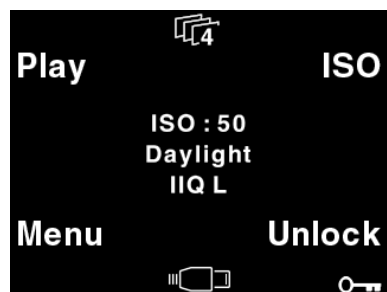 4
Play ISO
ISO : 50
Daylight
IIQ L
Menu Unlock